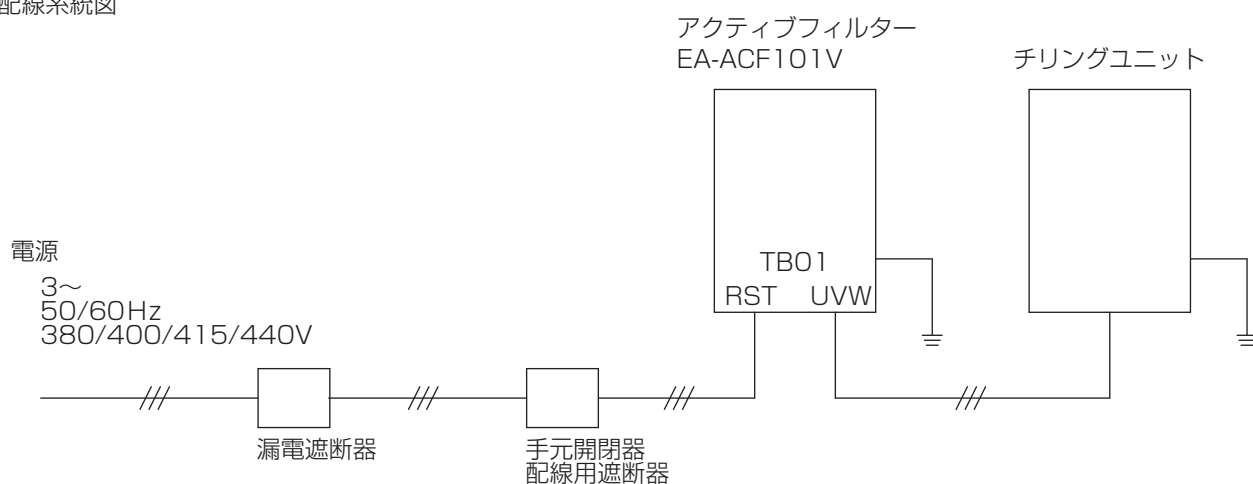 配線系統図
アクティブフィルター
EA-ACF101V
チリングユニット
電源
3～
50/60Hz
380/400/415/440V
TB01
RST UVW
漏電遮断器
手元開閉器
配線用遮断器